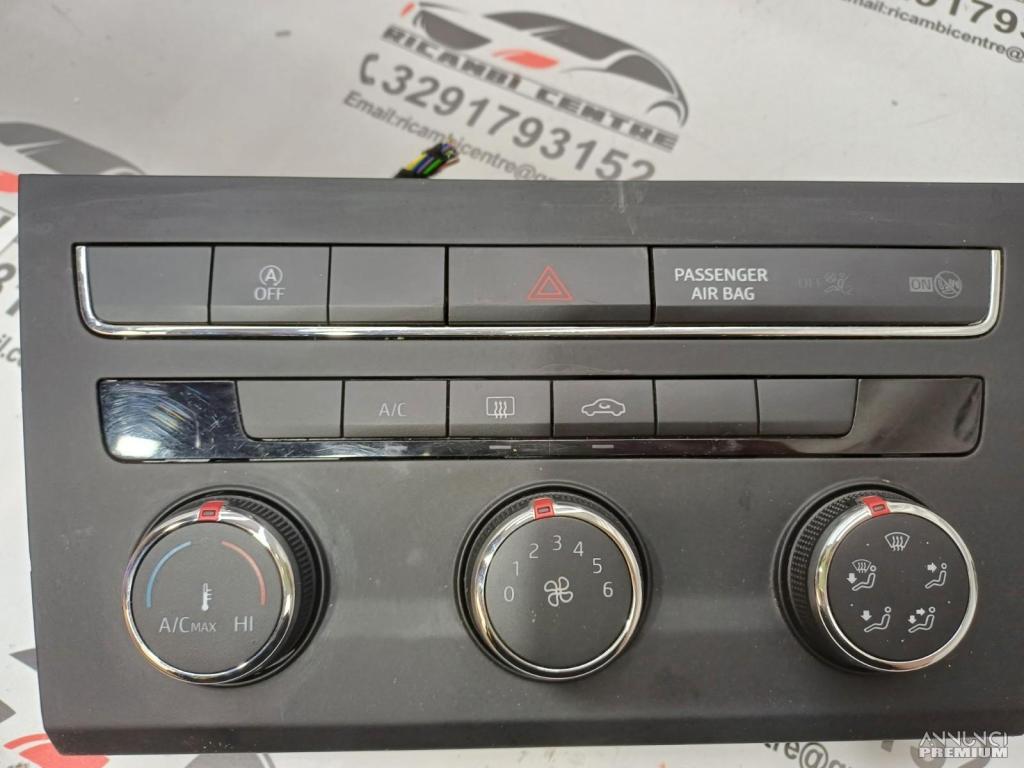 RICAMBI CENTRE
3291793152
Email:ricambicentre@g
ricambicentre@
A
OFF
PASSENGER
AIR BAG
OFF
ON
A/C
0 1 2 3 4 5 6
A/CMAX HI
ANNUNCI
PREMIUM